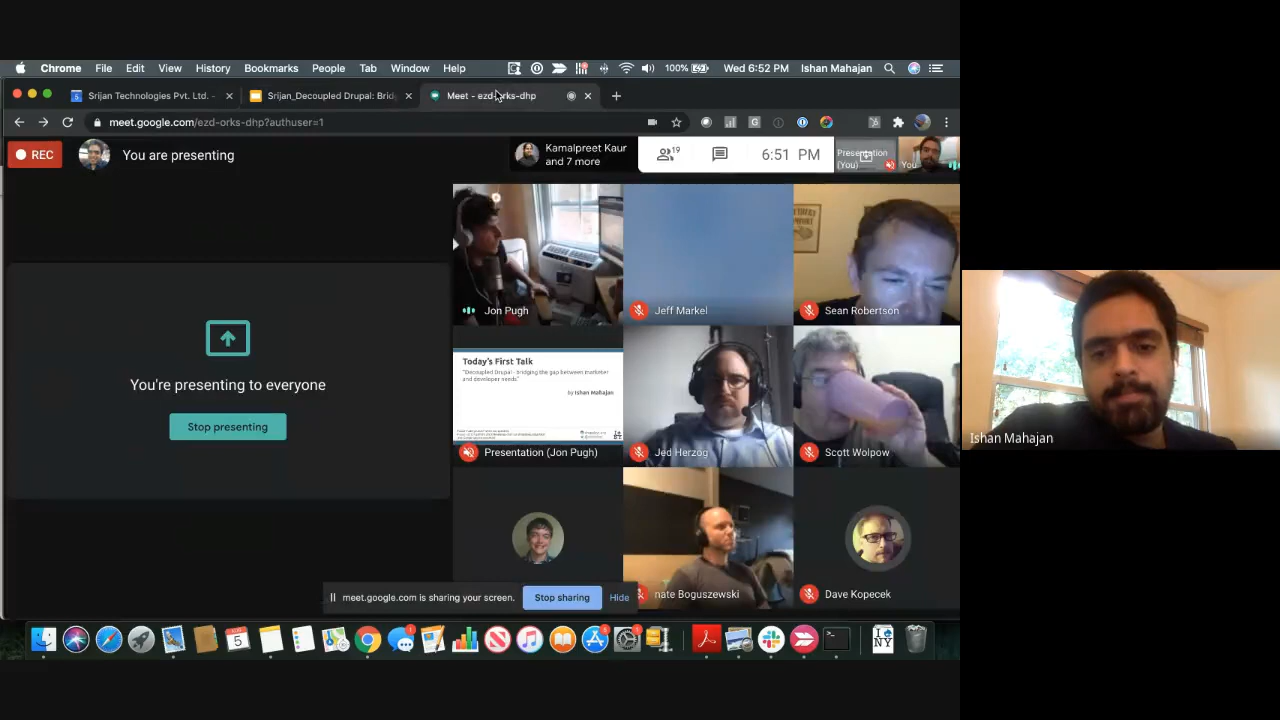 Chrome File Edit View History Bookmarks People Tab Window Help 100% Wed 6:52 PM Ishan Mahajan
Srijan Technologies Pvt. Ltd. -
Srijan_Decoupled Drupal: Brid
Meet - ezd-orks-dhp
meet.google.com/ezd-orks-dhp?authuser=1
REC
You are presenting
Kamalpreet Kaur
and 7 more
19
6:51 PM
Presentation
(You)
You
Jon Pugh
Jeff Markel
Sean Robertson
Today's First Talk
"Decoupled Drupal - Bridging the gap between marketer
and developer needs"
by Ishan Mahajan
You're presenting to everyone
Stop presenting
Presentation (Jon Pugh)
Jed Herzog
Scott Wolpow
Ishan Mahajan
nate Boguszewski
Dave Kopecek
meet.google.com is sharing your screen.
Stop sharing
Hide
5
I
NY